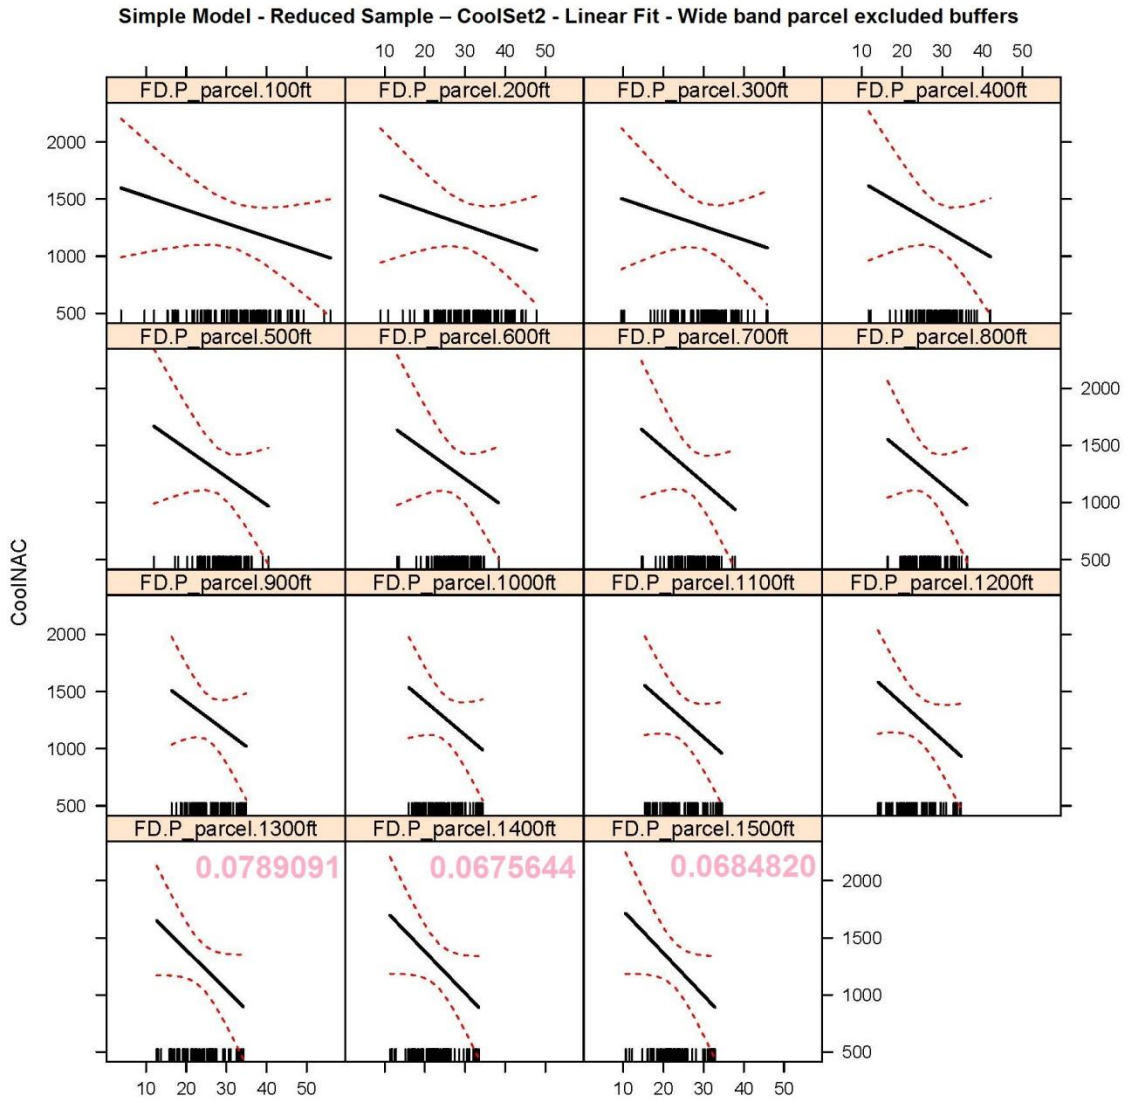 Simple Model - Reduced Sample – CoolSet2 - Linear Fit - Wide band parcel excluded buffers
10 20 30 40 50 10 20 30 40 50
FD.P_parcel.100ft FD.P_parcel.200ft FD.P_parcel.300ft FD.P_parcel.400ft
2000
1500
1000
500
FD.P_parcel.500ft FD.P_parcel.600ft FD.P_parcel.700ft FD.P_parcel.800ft
2000
1500
1000
500
CoolNAC
FD.P_parcel.900ft FD.P_parcel.1000ft FD.P_parcel.1100ft FD.P_parcel.1200ft
2000
1500
1000
500
FD.P_parcel.1300ft FD.P_parcel.1400ft FD.P_parcel.1500ft
0.0789091 0.0675644 0.0684820
2000
1500
1000
500
10 20 30 40 50 10 20 30 40 50